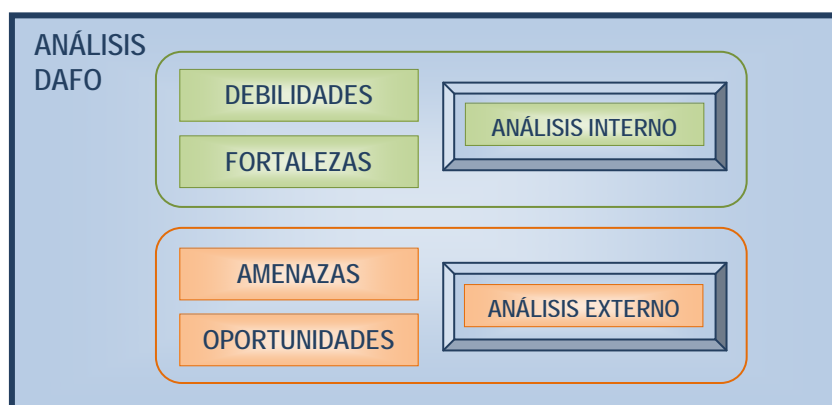 ANÁLISIS
DAFO
DEBILIDADES
FORTALEZAS
ANÁLISIS INTERNO
AMENAZAS
OPORTUNIDADES
ANÁLISIS EXTERNO